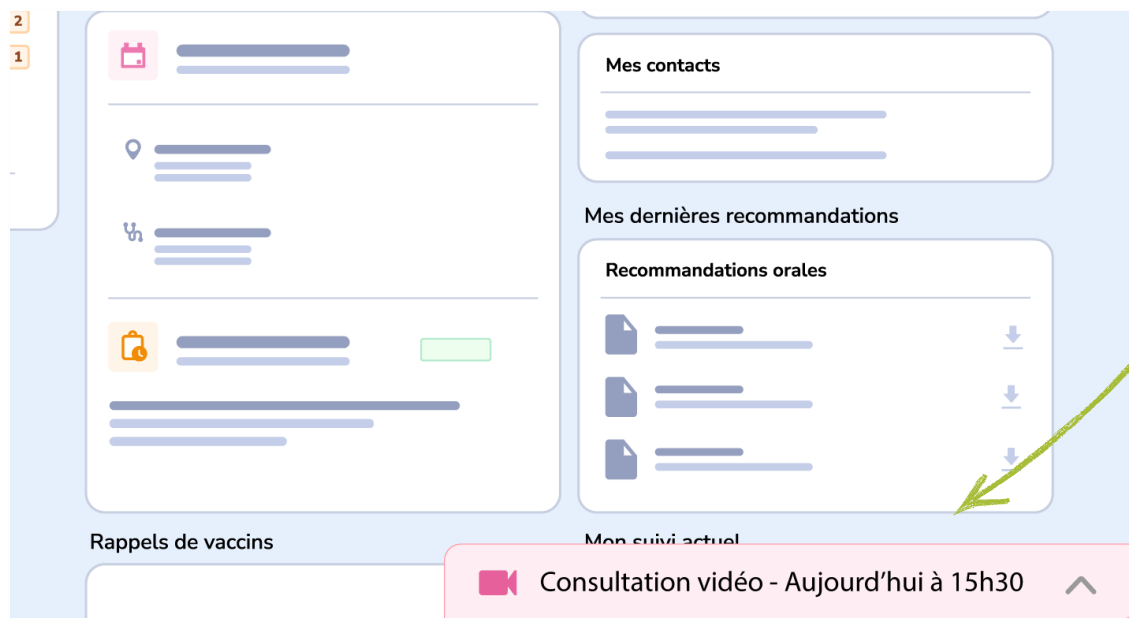 2
1
Mes contacts
Mes dernières recommandations
Recommandations orales
Rappels de vaccins
Mon suivi actuel
Consultation vidéo - Aujourd’hui à 15h30